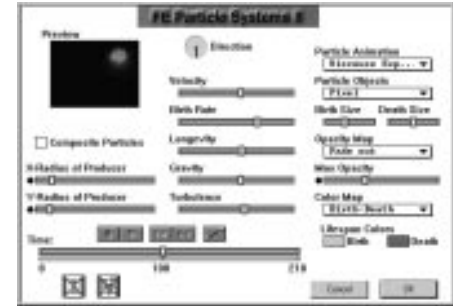 FE Particle Systems
Preview
Direction
Particle Animation
Velocity
Particle Objects
Pixel
Birth Rate
Birth Size Death Size
Composite Particles
Longevity
Opacity Map
Fade out
X-Radius of Producer
Gravity
Max Opacity
Y-Radius of Producer
Turbulence
Color Map
Birth-Death
Lifespan Colors
Birth Death
Time:
0 100 210
Cancel OK